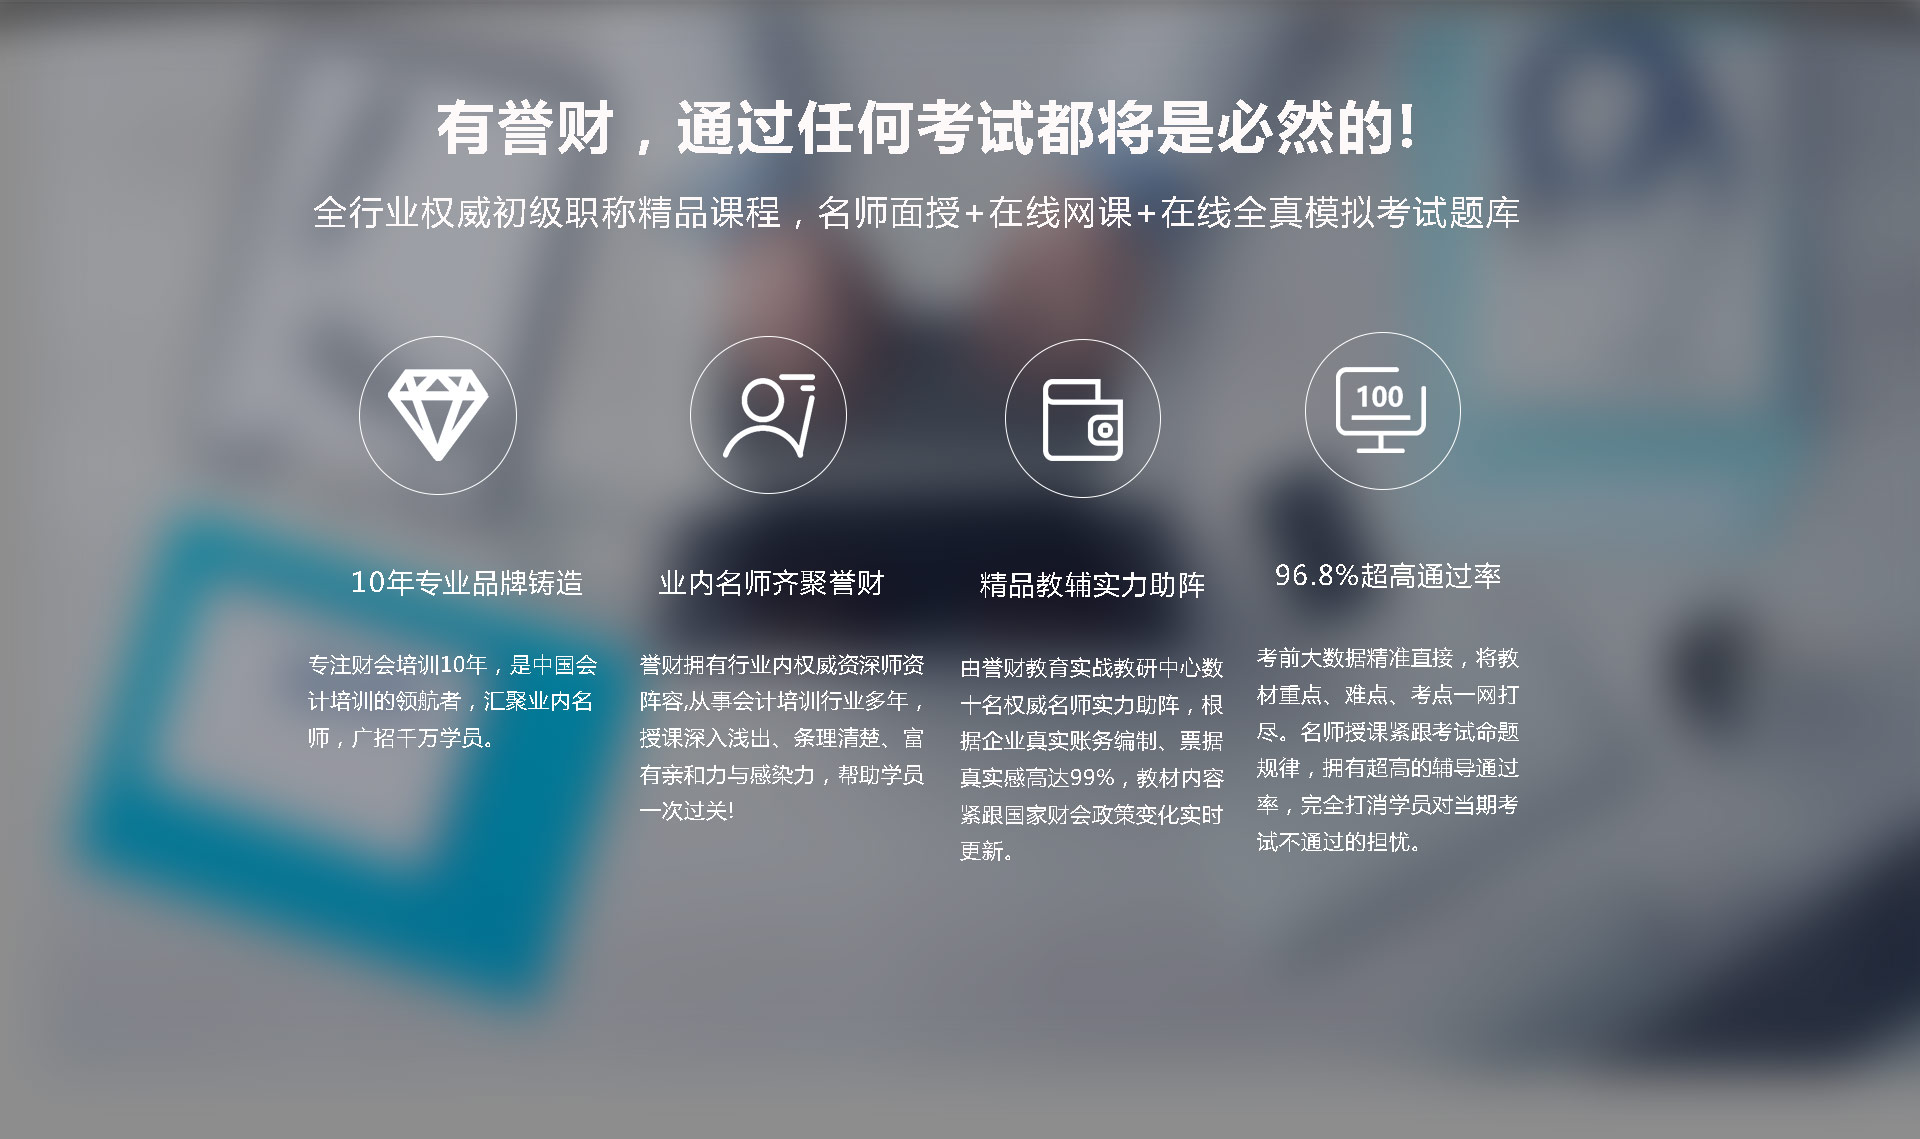 有誉财，通过任何考试都将是必然的!
全行业权威初级职称精品课程，名师面授+在线网课+在线全真模拟考试题库
100
10年专业品牌铸造
专注财会培训10年，是中国会
计培训的领航者，汇聚业内名
师，广招千万学员。
业内名师齐聚誉财
誉财拥有行业内权威资深师资
阵容,从事会计培训行业多年，
授课深入浅出、条理清楚、富
有亲和力与感染力，帮助学员
一次过关!
精品教辅实力助阵
由誉财教育实战教研中心数
十名权威名师实力助阵，根
据企业真实账务编制、票据
真实感高达99%，教材内容
紧跟国家财会政策变化实时
更新。
96.8%超高通过率
考前大数据精准直接，将教
材重点、难点、考点一网打
尽。名师授课紧跟考试命题
规律，拥有超高的辅导通过
率，完全打消学员对当期考
试不通过的担忧。